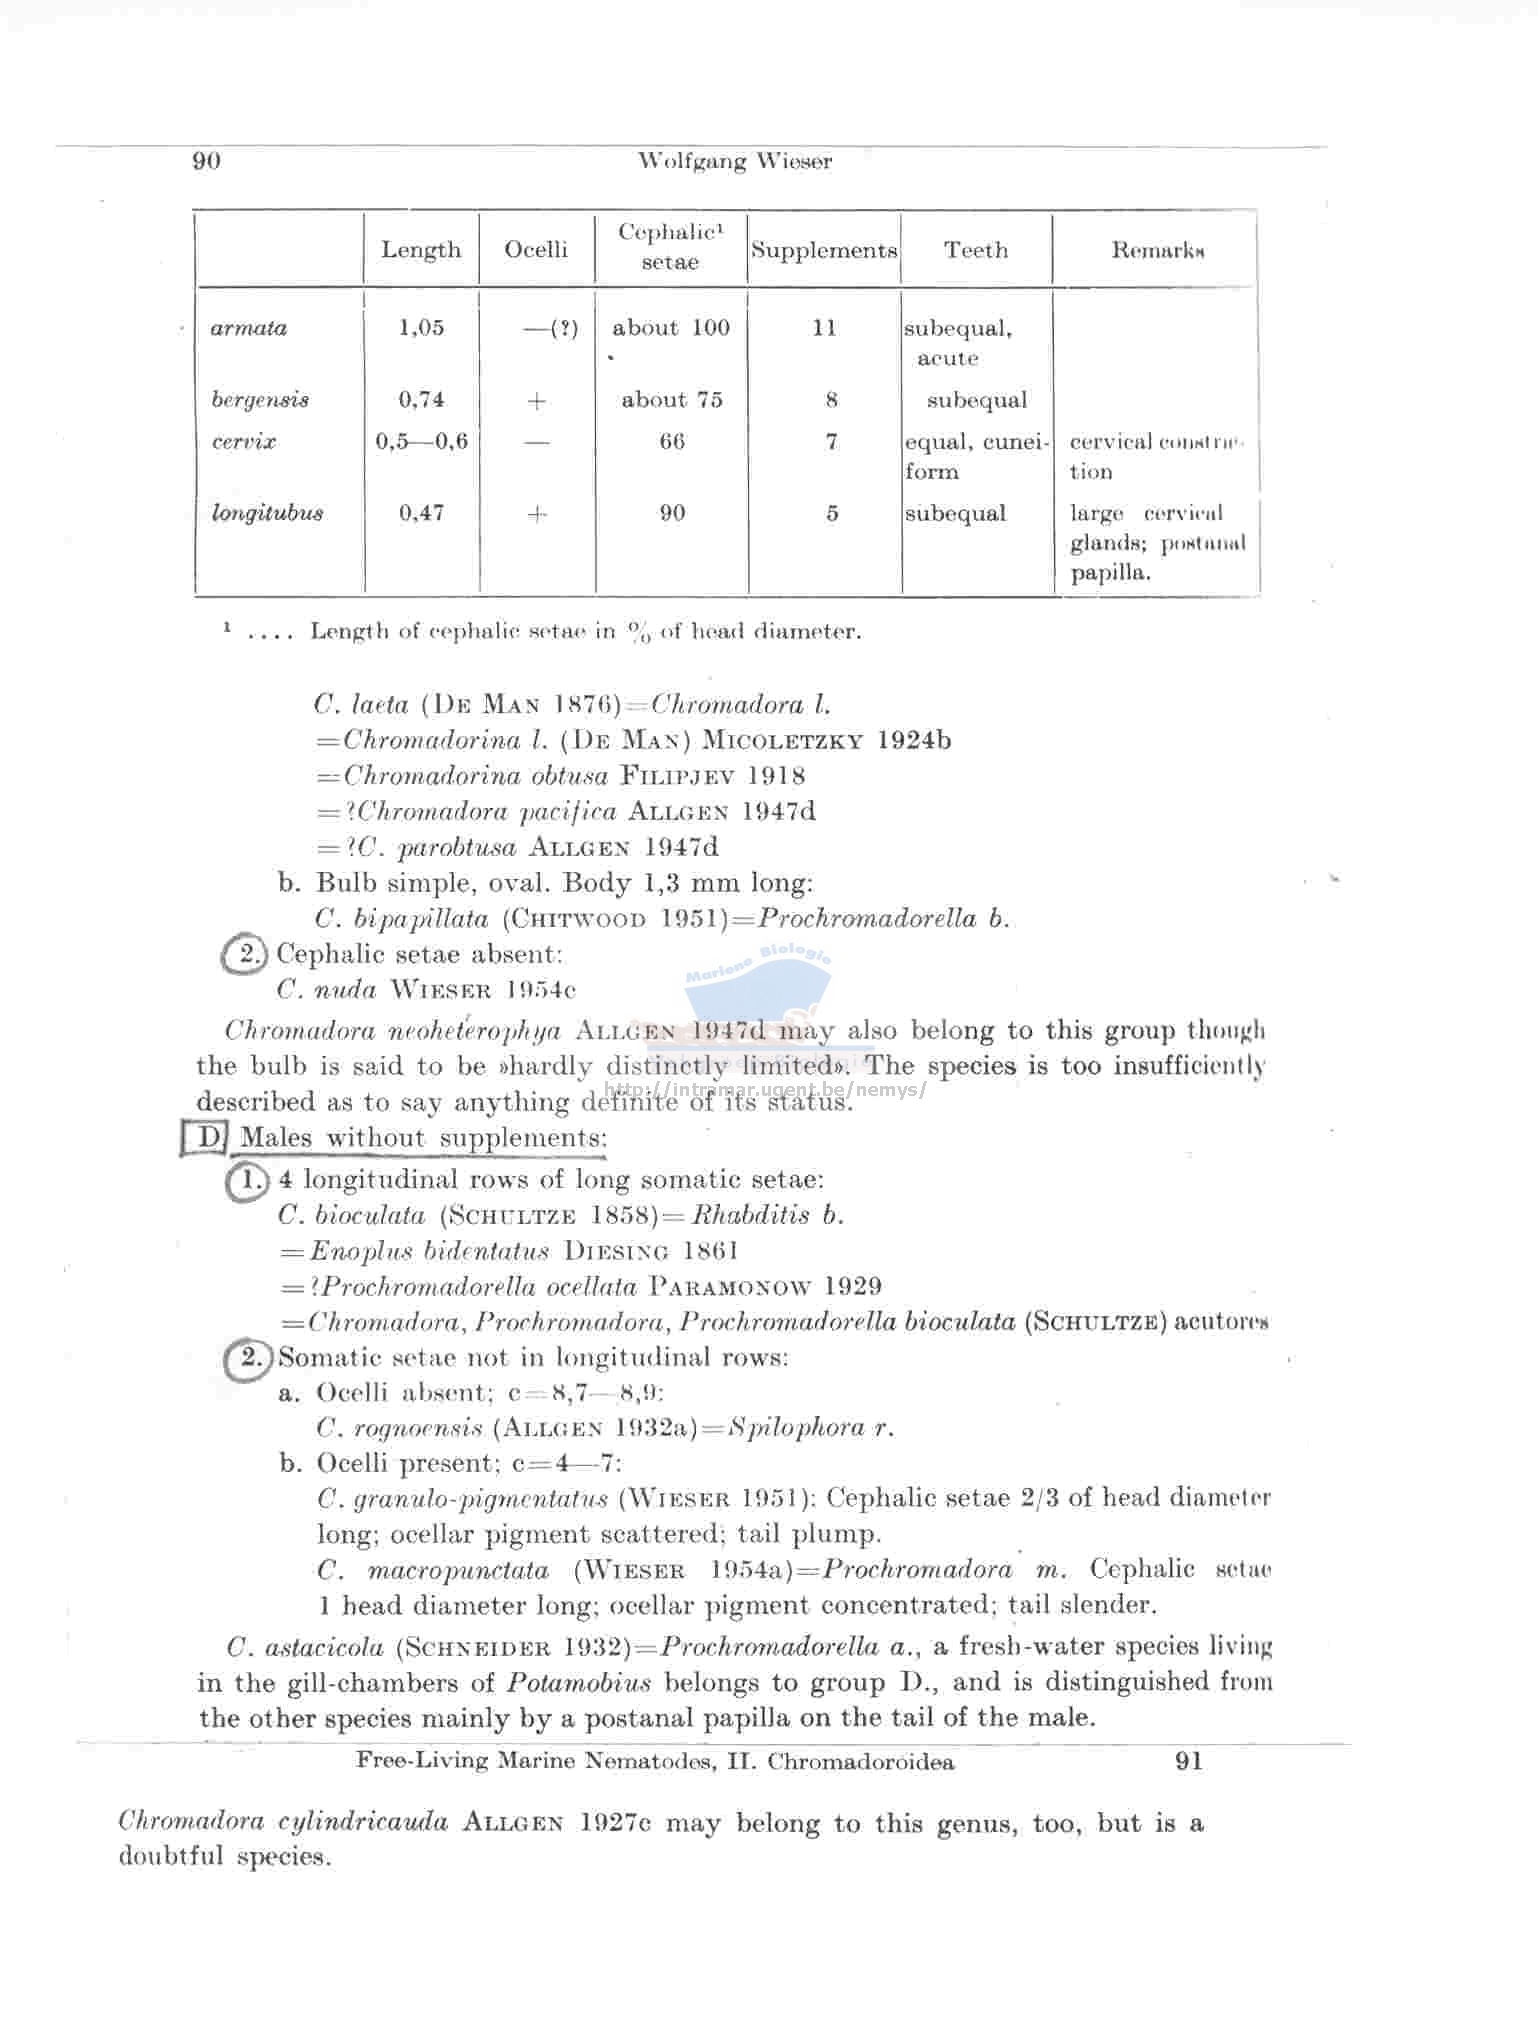 90 Wolfgang Wieser
Length Ocelli Cephalic¹ setae Supplements Teeth Remarks
armata 1,05 —(?) about 100 11 subequal, acute
bergensis 0,74 + about 75 8 subequal
cervix 0,5—0,6 — 66 7 equal, cuneiform cervical constric-tion
longitubus 0,47 + 90 5 subequal large cervical glands; postanal papilla.
¹ .... Length of cephalic setae in % of head diameter.
C. laeta (DE MAN 1876)=Chromadora l.
=Chromadorina l. (DE MAN) MICOLETZKY 1924b
=Chromadorina obtusa FILIPJEV 1918
=?Chromadora pacifica ALLGEN 1947d
=?C. parobtusa ALLGEN 1947d
b. Bulb simple, oval. Body 1,3 mm long:
C. bipapillata (CHITWOOD 1951)=Prochromadorella b.
2. Cephalic setae absent:
C. nuda WIESER 1954c
Chromadora neoheterophya ALLGEN 1947d may also belong to this group though
the bulb is said to be »hardly distinctly limited». The species is too insufficiently
described as to say anything definite of its status.
Mariene Biologie
http://intramar.ugent.be/nemys/
D. Males without supplements:
1. 4 longitudinal rows of long somatic setae:
C. bioculata (SCHULTZE 1858)=Rhabditis b.
=Enoplus bidentatus DIESING 1861
=?Prochromadorella ocellata PARAMONOW 1929
=Chromadora, Prochromadora, Prochromadorella bioculata (SCHULTZE) acutores
2. Somatic setae not in longitudinal rows:
a. Ocelli absent; c=8,7—8,9:
C. rognoensis (ALLGEN 1932a)=Spilophora r.
b. Ocelli present; c=4—7:
C. granulo-pigmentatus (WIESER 1951): Cephalic setae 2/3 of head diameter
long; ocellar pigment scattered; tail plump.
C. macropunctata (WIESER 1954a)=Prochromadora m. Cephalic setae
1 head diameter long; ocellar pigment concentrated; tail slender.
C. astacicola (SCHNEIDER 1932)=Prochromadorella a., a fresh-water species living
in the gill-chambers of Potamobius belongs to group D., and is distinguished from
the other species mainly by a postanal papilla on the tail of the male.
Free-Living Marine Nematodes, II. Chromadoroidea 91
Chromadora cylindricauda ALLGEN 1927c may belong to this genus, too, but is a
doubtful species.